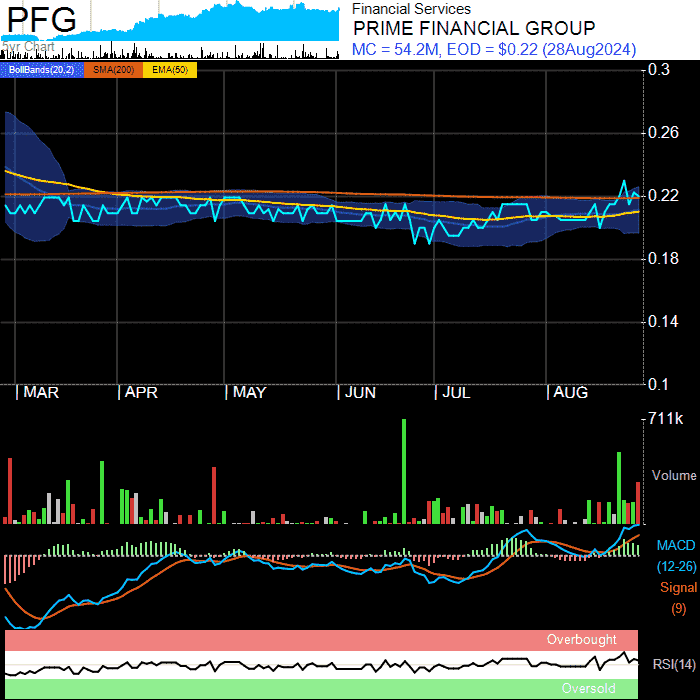 PFG
5yr Chart
Financial Services
PRIME FINANCIAL GROUP
MC = 54.2M, EOD = $0.22 (28Aug2024)
BollBands(20,2) SMA(200) EMA(50)
0.3
0.26
0.22
0.18
0.14
0.1
MAR APR MAY JUN JUL AUG
711k
Volume
MACD
(12-26)
Signal
(9)
Overbought
RSI(14)
Oversold